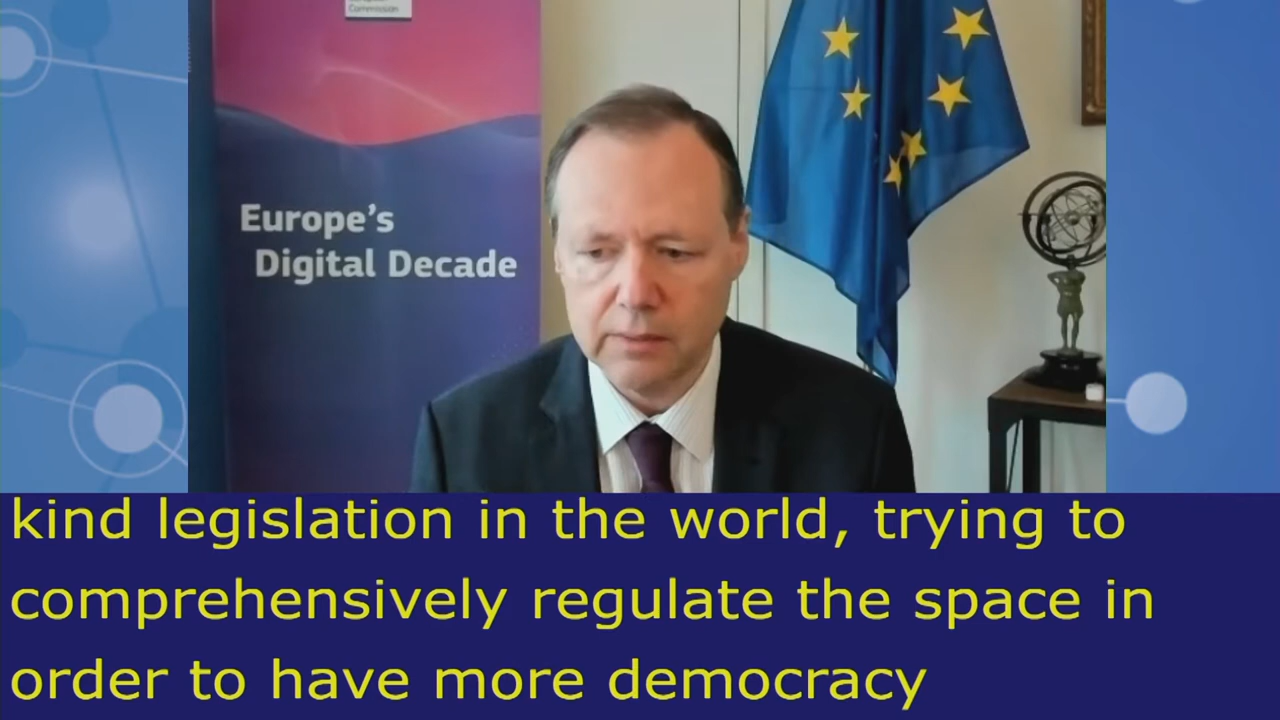 Commission
Europe's
Digital Decade
kind legislation in the world, trying to
comprehensively regulate the space in
order to have more democracy